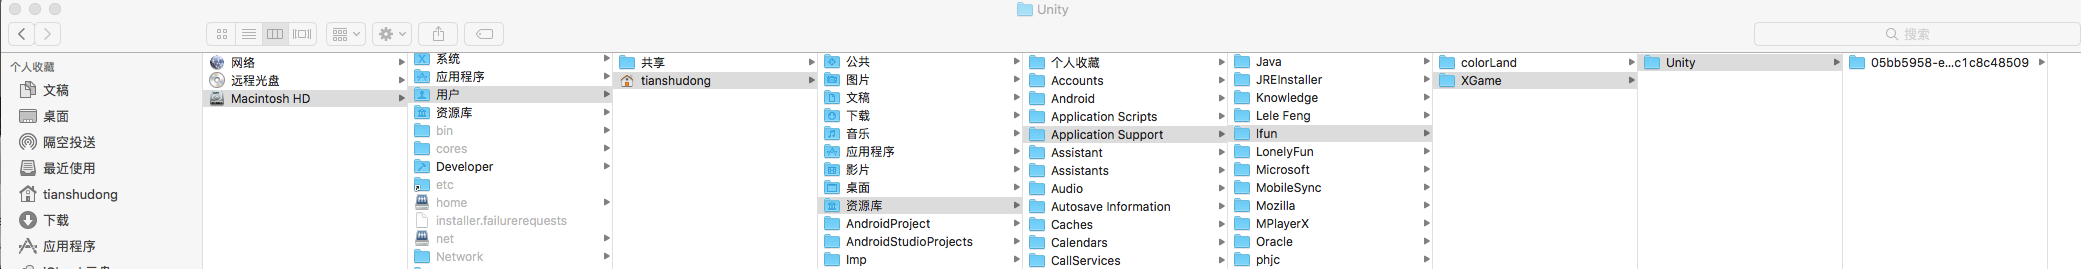 Unity
搜索
个人收藏
文稿
桌面
隔空投送
最近使用
tianshudong
下载
应用程序
网络
远程光盘
Macintosh HD
系统
应用程序
用户
资源库
bin
cores
Developer
etc
home
installer.failurerequests
net
Network
共享
tianshudong
公共
图片
文稿
下载
音乐
应用程序
影片
桌面
资源库
AndroidProject
AndroidStudioProjects
Imp
个人收藏
Accounts
Android
Application Scripts
Application Support
Assistant
Assistants
Audio
Autosave Information
Caches
Calendars
CallServices
Java
JREInstaller
Knowledge
Lele Feng
lfun
LonelyFun
Microsoft
MobileSync
Mozilla
MPlayerX
Oracle
phjc
colorLand
XGame
Unity
05bb5958-e...c1c8c48509